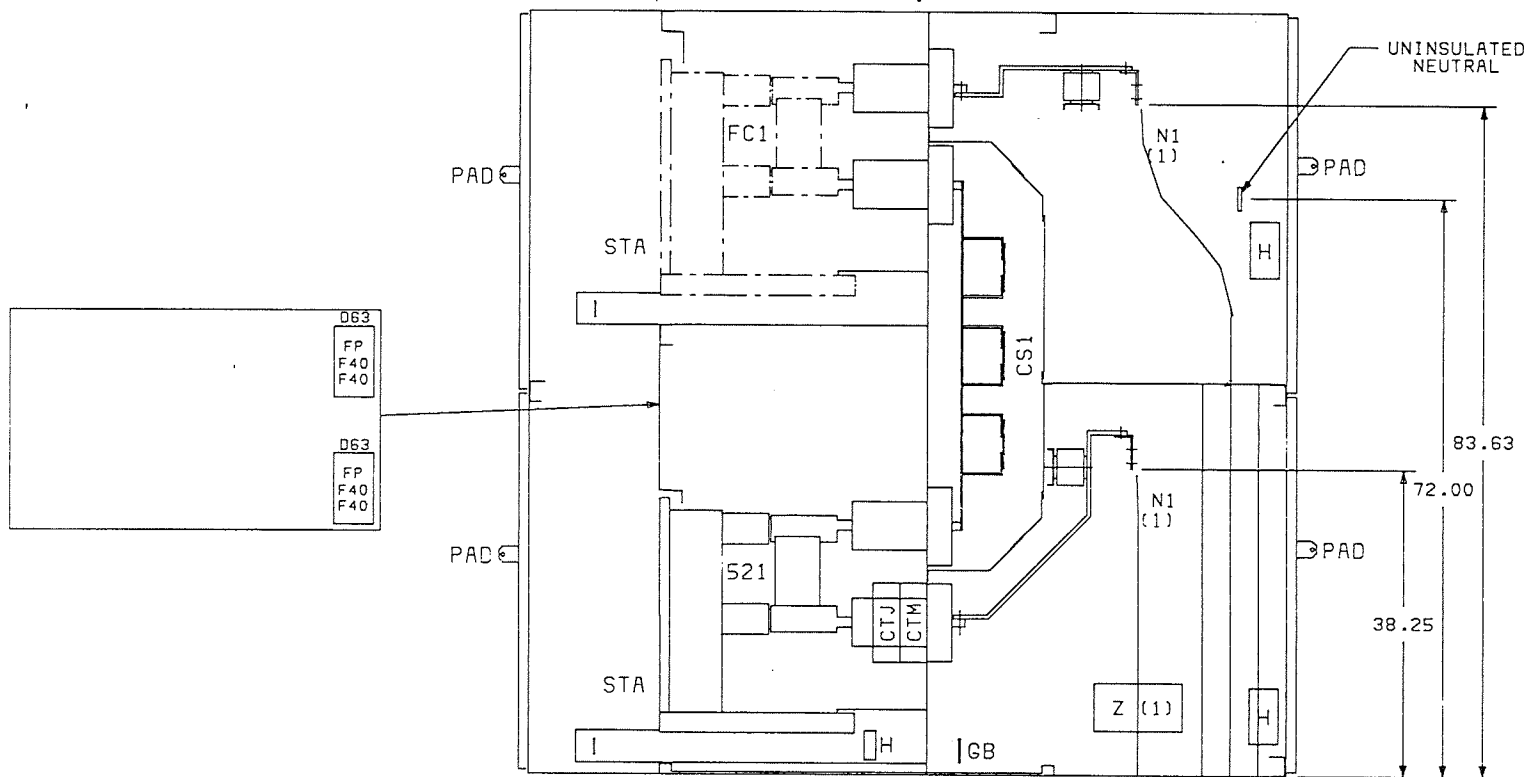 UNINSULATED
NEUTRAL
FC1
N1
(1)
PAD
PAD
STA
H
I
D63
FP
F40
F40
CS1
D63
FP
F40
F40
83.63
72.00
N1
(1)
PAD
PAD
521
CTJ
CTM
38.25
STA
Z (1)
H
I
H
GB